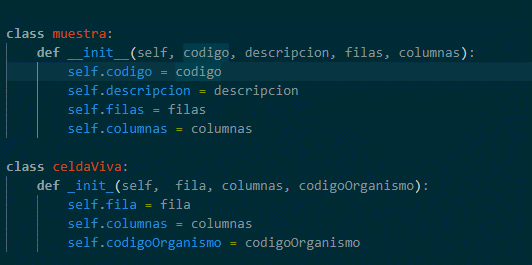 class muestra:
    def __init__(self, codigo, descripcion, filas, columnas):
        self.codigo = codigo
        self.descripcion = descripcion
        self.filas = filas
        self.columnas = columnas
class celdaViva:
    def _init_(self,  fila, columnas, codigoOrganismo):
        self.fila = fila
        self.columnas = columnas
        self.codigoOrganismo = codigoOrganismo